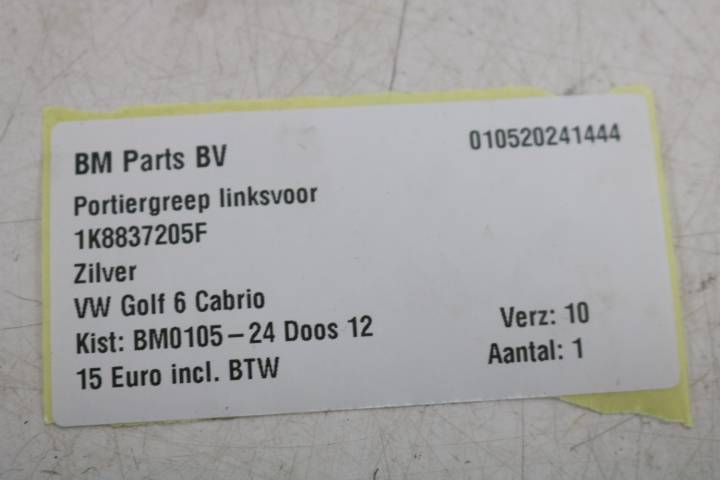 BM Parts BV
010520241444
Portiergreep linksvoor
1K8837205F
Zilver
VW Golf 6 Cabrio
Kist: BM0105-24 Doos 12
Verz: 10
15 Euro incl. BTW
Aantal: 1